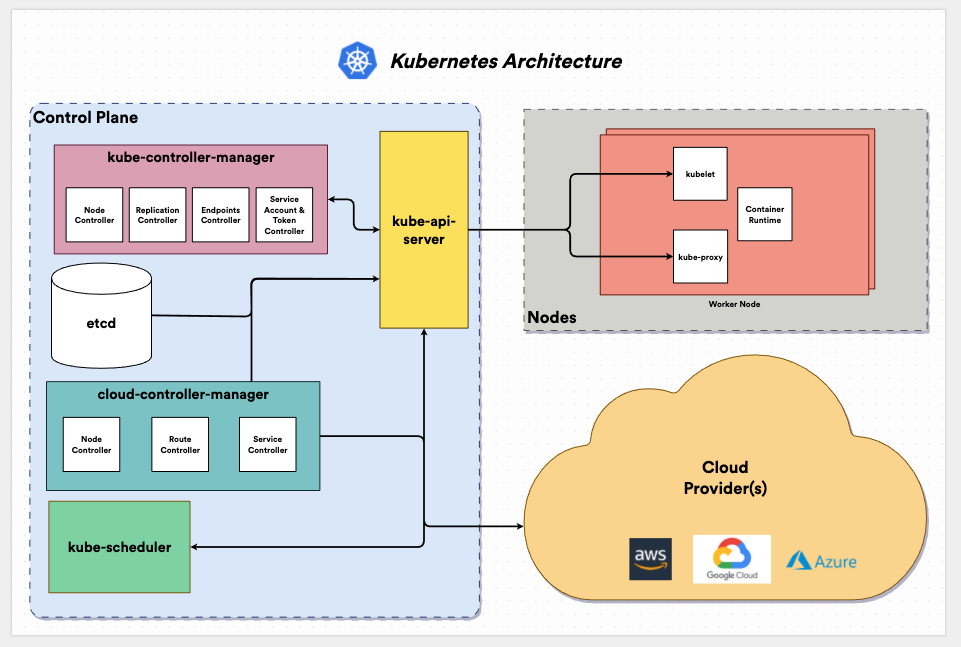 Kubernetes Architecture
Control Plane
kube-controller-manager
Node
Controller
Replication
Controller
Endpoints
Controller
Service
Account &
Token
Controller
kube-api-
server
etcd
cloud-controller-manager
Node
Controller
Route
Controller
Service
Controller
kube-scheduler
kubelet
Container
Runtime
kube-proxy
Worker Node
Nodes
Cloud
Provider(s)
aws
Google Cloud
Azure